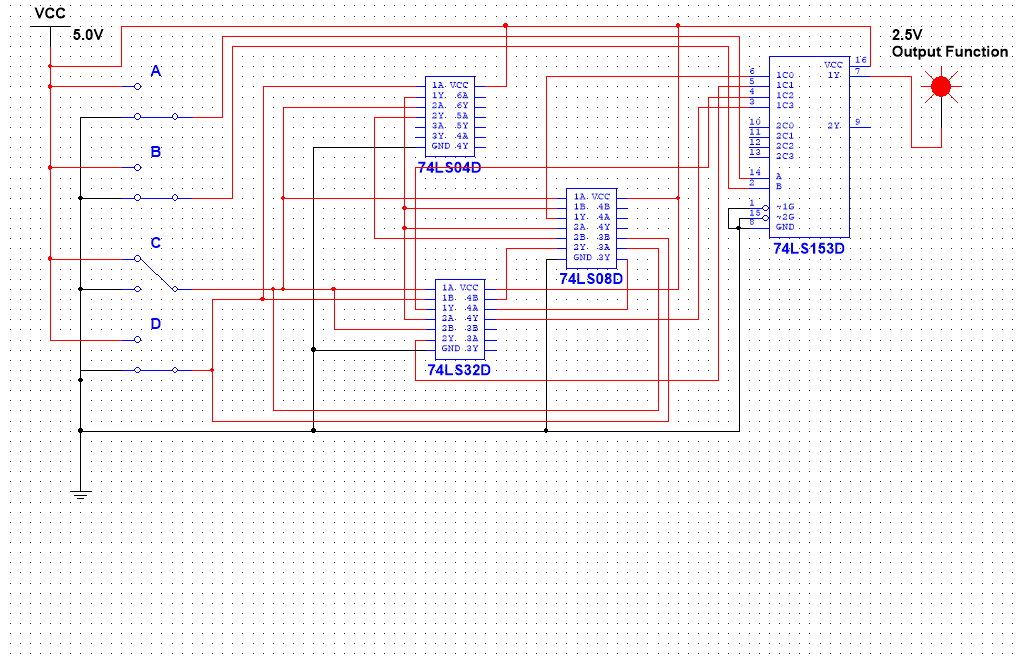 VCC
5.0V
2.5V
Output Function
A
B
C
D
1A. VCC
1Y. .6A
2A. .6Y
2Y. .5A
3A. .5Y
3Y. .4A
GND .4Y
74LS04D
1A. VCC
1B. .4B
1Y. .4A
2A. .4Y
2B. .3B
2Y. .3A
GND .3Y
74LS08D
1A. VCC
1B. .4B
1Y. .4A
2A. .4Y
2B. .3B
2Y. .3A
GND .3Y
74LS32D
VCC 16
6 1C0 1Y 7
5 1C1
4 1C2
3 1C3
10 2C0 2Y 9
11 2C1
12 2C2
13 2C3
14 A
2 B
1 ~1G
15 ~2G
8 GND
74LS153D